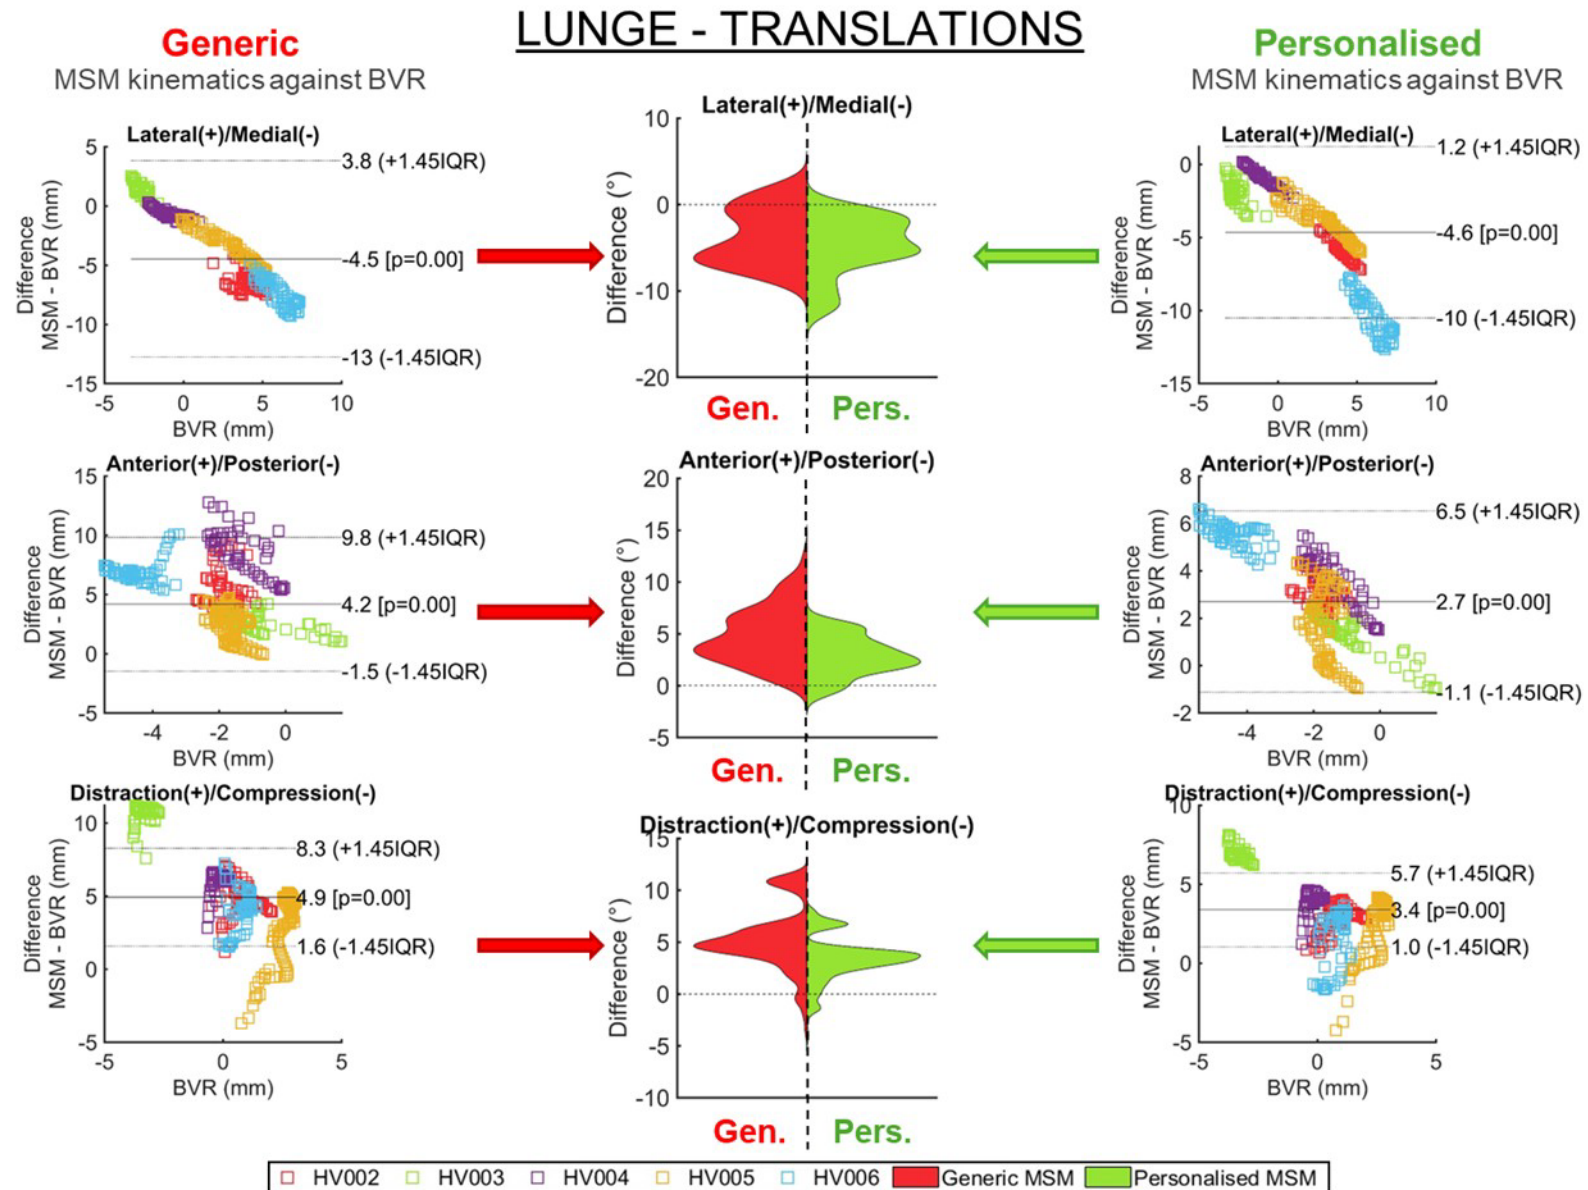 LUNGE - TRANSLATIONS
Generic
MSM kinematics against BVR
Personalised
MSM kinematics against BVR
Lateral(+)/Medial(-)
5
0
-5
-10
-15
-5
0
5
10
Difference
MSM - BVR (mm)
BVR (mm)
3.8 (+1.45IQR)
-4.5 [p=0.00]
-13 (-1.45IQR)
Lateral(+)/Medial(-)
10
0
-10
-20
Difference (°)
Gen.
Pers.
Lateral(+)/Medial(-)
0
-5
-10
-15
-5
0
5
10
Difference
MSM - BVR (mm)
BVR (mm)
1.2 (+1.45IQR)
-4.6 [p=0.00]
-10 (-1.45IQR)
Anterior(+)/Posterior(-)
15
10
5
0
-5
-4
-2
0
Difference
MSM - BVR (mm)
BVR (mm)
9.8 (+1.45IQR)
4.2 [p=0.00]
-1.5 (-1.45IQR)
Anterior(+)/Posterior(-)
20
15
10
5
0
-5
Difference (°)
Gen.
Pers.
Anterior(+)/Posterior(-)
8
6
4
2
0
-2
-4
-2
0
Difference
MSM - BVR (mm)
BVR (mm)
6.5 (+1.45IQR)
2.7 [p=0.00]
-1.1 (-1.45IQR)
Distraction(+)/Compression(-)
10
5
0
-5
-5
0
5
Difference
MSM - BVR (mm)
BVR (mm)
8.3 (+1.45IQR)
4.9 [p=0.00]
1.6 (-1.45IQR)
Distraction(+)/Compression(-)
15
10
5
0
-5
-10
Difference (°)
Gen.
Pers.
Distraction(+)/Compression(-)
10
5
0
-5
-5
0
5
Difference
MSM - BVR (mm)
BVR (mm)
5.7 (+1.45IQR)
3.4 [p=0.00]
1.0 (-1.45IQR)
HV002 HV003 HV004 HV005 HV006 Generic MSM Personalised MSM